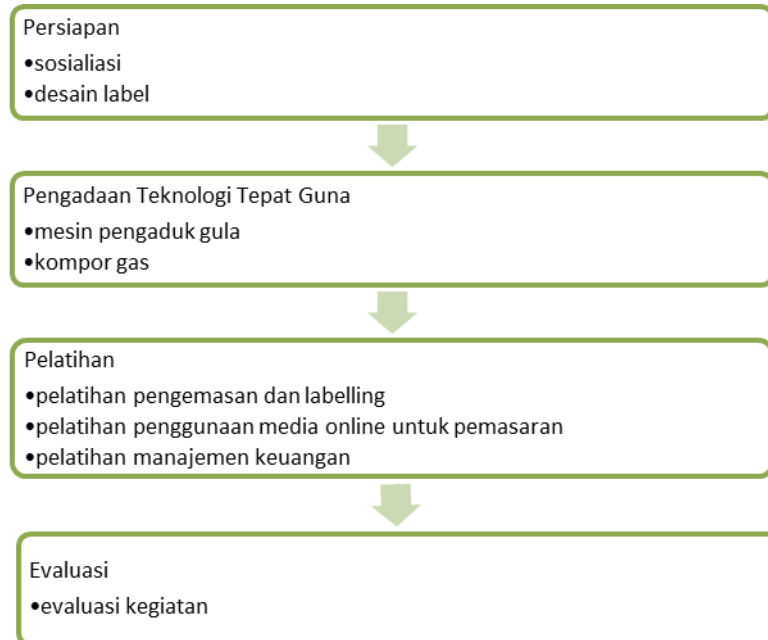 Persiapan
•sosialiasi
•desain label
Pengadaan Teknologi Tepat Guna
•mesin pengaduk gula
•kompor gas
Pelatihan
•pelatihan pengemasan dan labelling
•pelatihan penggunaan media online untuk pemasaran
•pelatihan manajemen keuangan
Evaluasi
•evaluasi kegiatan